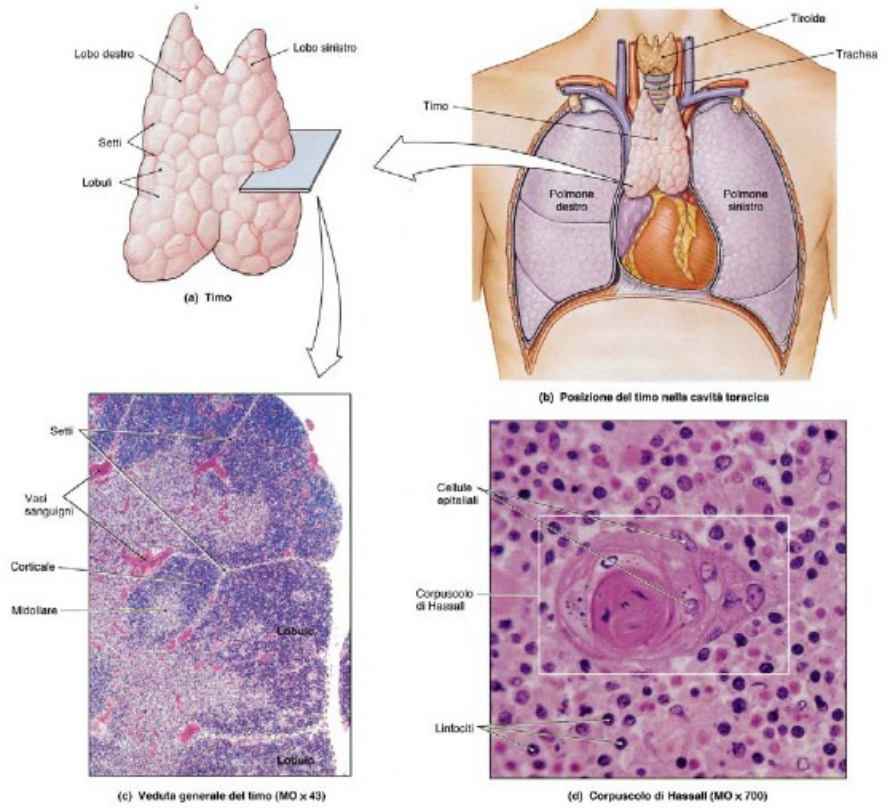 Lobo destro
Lobo sinistro
Setti
Lobuli
(a) Timo
Tiroide
Trachea
Timo
Polmone
destro
Polmone
sinistro
(b) Posizione del timo nella cavità toracica
Setti
Vasi
sanguigni
Corticale
Midollare
Lobulo
Lobulo
(c) Veduta generale del timo (MO x 43)
Cellule
epiteliali
Corpuscolo
di Hassall
Linfociti
(d) Corpuscolo di Hassall (MO x 700)